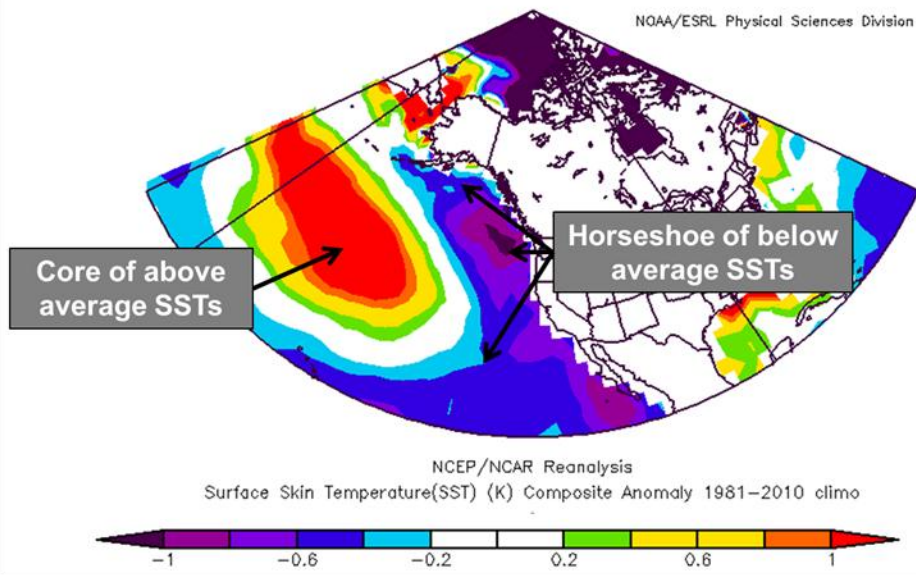 NOAA/ESRL Physical Sciences Division
Core of above
average SSTs
Horseshoe of below
average SSTs
NCEP/NCAR Reanalysis
Surface Skin Temperature(SST) (K) Composite Anomaly 1981-2010 climo
-1 -0.6 -0.2 0.2 0.6 1